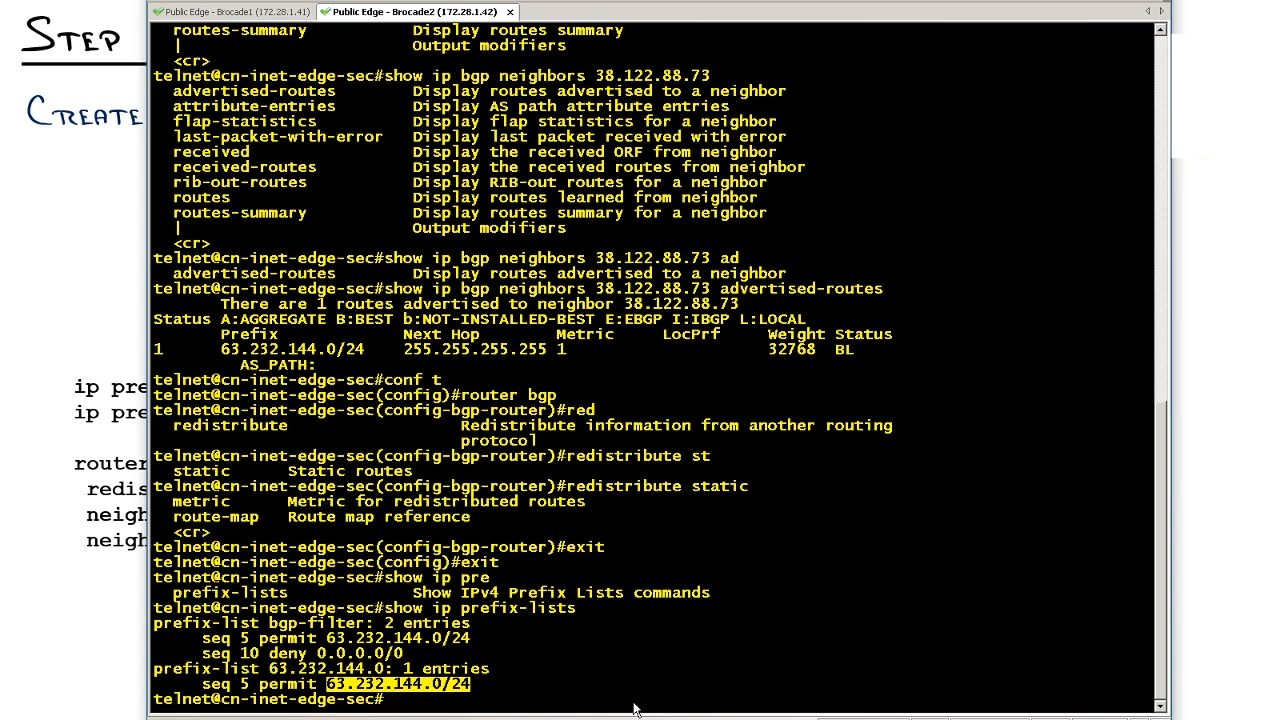 STEP
CREATE
ip pre
ip pre
router
redis
neigh
neigh
Public Edge - Brocade1 (172.28.1.41)
Public Edge - Brocade2 (172.28.1.42)
routes-summary Display routes summary
| Output modifiers
<cr>
telnet@cn-inet-edge-sec#show ip bgp neighbors 38.122.88.73
advertised-routes Display routes advertised to a neighbor
attribute-entries Display AS path attribute entries
flap-statistics Display flap statistics for a neighbor
last-packet-with-error Display last packet received with error
received Display the received ORF from neighbor
received-routes Display the received routes from neighbor
rib-out-routes Display RIB-out routes for a neighbor
routes Display routes learned from neighbor
routes-summary Display routes summary for a neighbor
| Output modifiers
<cr>
telnet@cn-inet-edge-sec#show ip bgp neighbors 38.122.88.73 ad
advertised-routes Display routes advertised to a neighbor
telnet@cn-inet-edge-sec#show ip bgp neighbors 38.122.88.73 advertised-routes
There are 1 routes advertised to neighbor 38.122.88.73
Status A:AGGREGATE B:BEST b:NOT-INSTALLED-BEST E:EBGP I:IBGP L:LOCAL
Prefix Next Hop Metric LocPrf Weight Status
1 63.232.144.0/24 255.255.255.255 1 32768 BL
AS_PATH:
telnet@cn-inet-edge-sec#conf t
telnet@cn-inet-edge-sec(config)#router bgp
telnet@cn-inet-edge-sec(config-bgp-router)#red
redistribute Redistribute information from another routing
protocol
telnet@cn-inet-edge-sec(config-bgp-router)#redistribute st
static Static routes
telnet@cn-inet-edge-sec(config-bgp-router)#redistribute static
metric Metric for redistributed routes
route-map Route map reference
<cr>
telnet@cn-inet-edge-sec(config-bgp-router)#exit
telnet@cn-inet-edge-sec(config)#exit
telnet@cn-inet-edge-sec#show ip pre
prefix-lists Show IPv4 Prefix Lists commands
telnet@cn-inet-edge-sec#show ip prefix-lists
prefix-list bgp-filter: 2 entries
seq 5 permit 63.232.144.0/24
seq 10 deny 0.0.0.0/0
prefix-list 63.232.144.0: 1 entries
seq 5 permit 63.232.144.0/24
telnet@cn-inet-edge-sec#